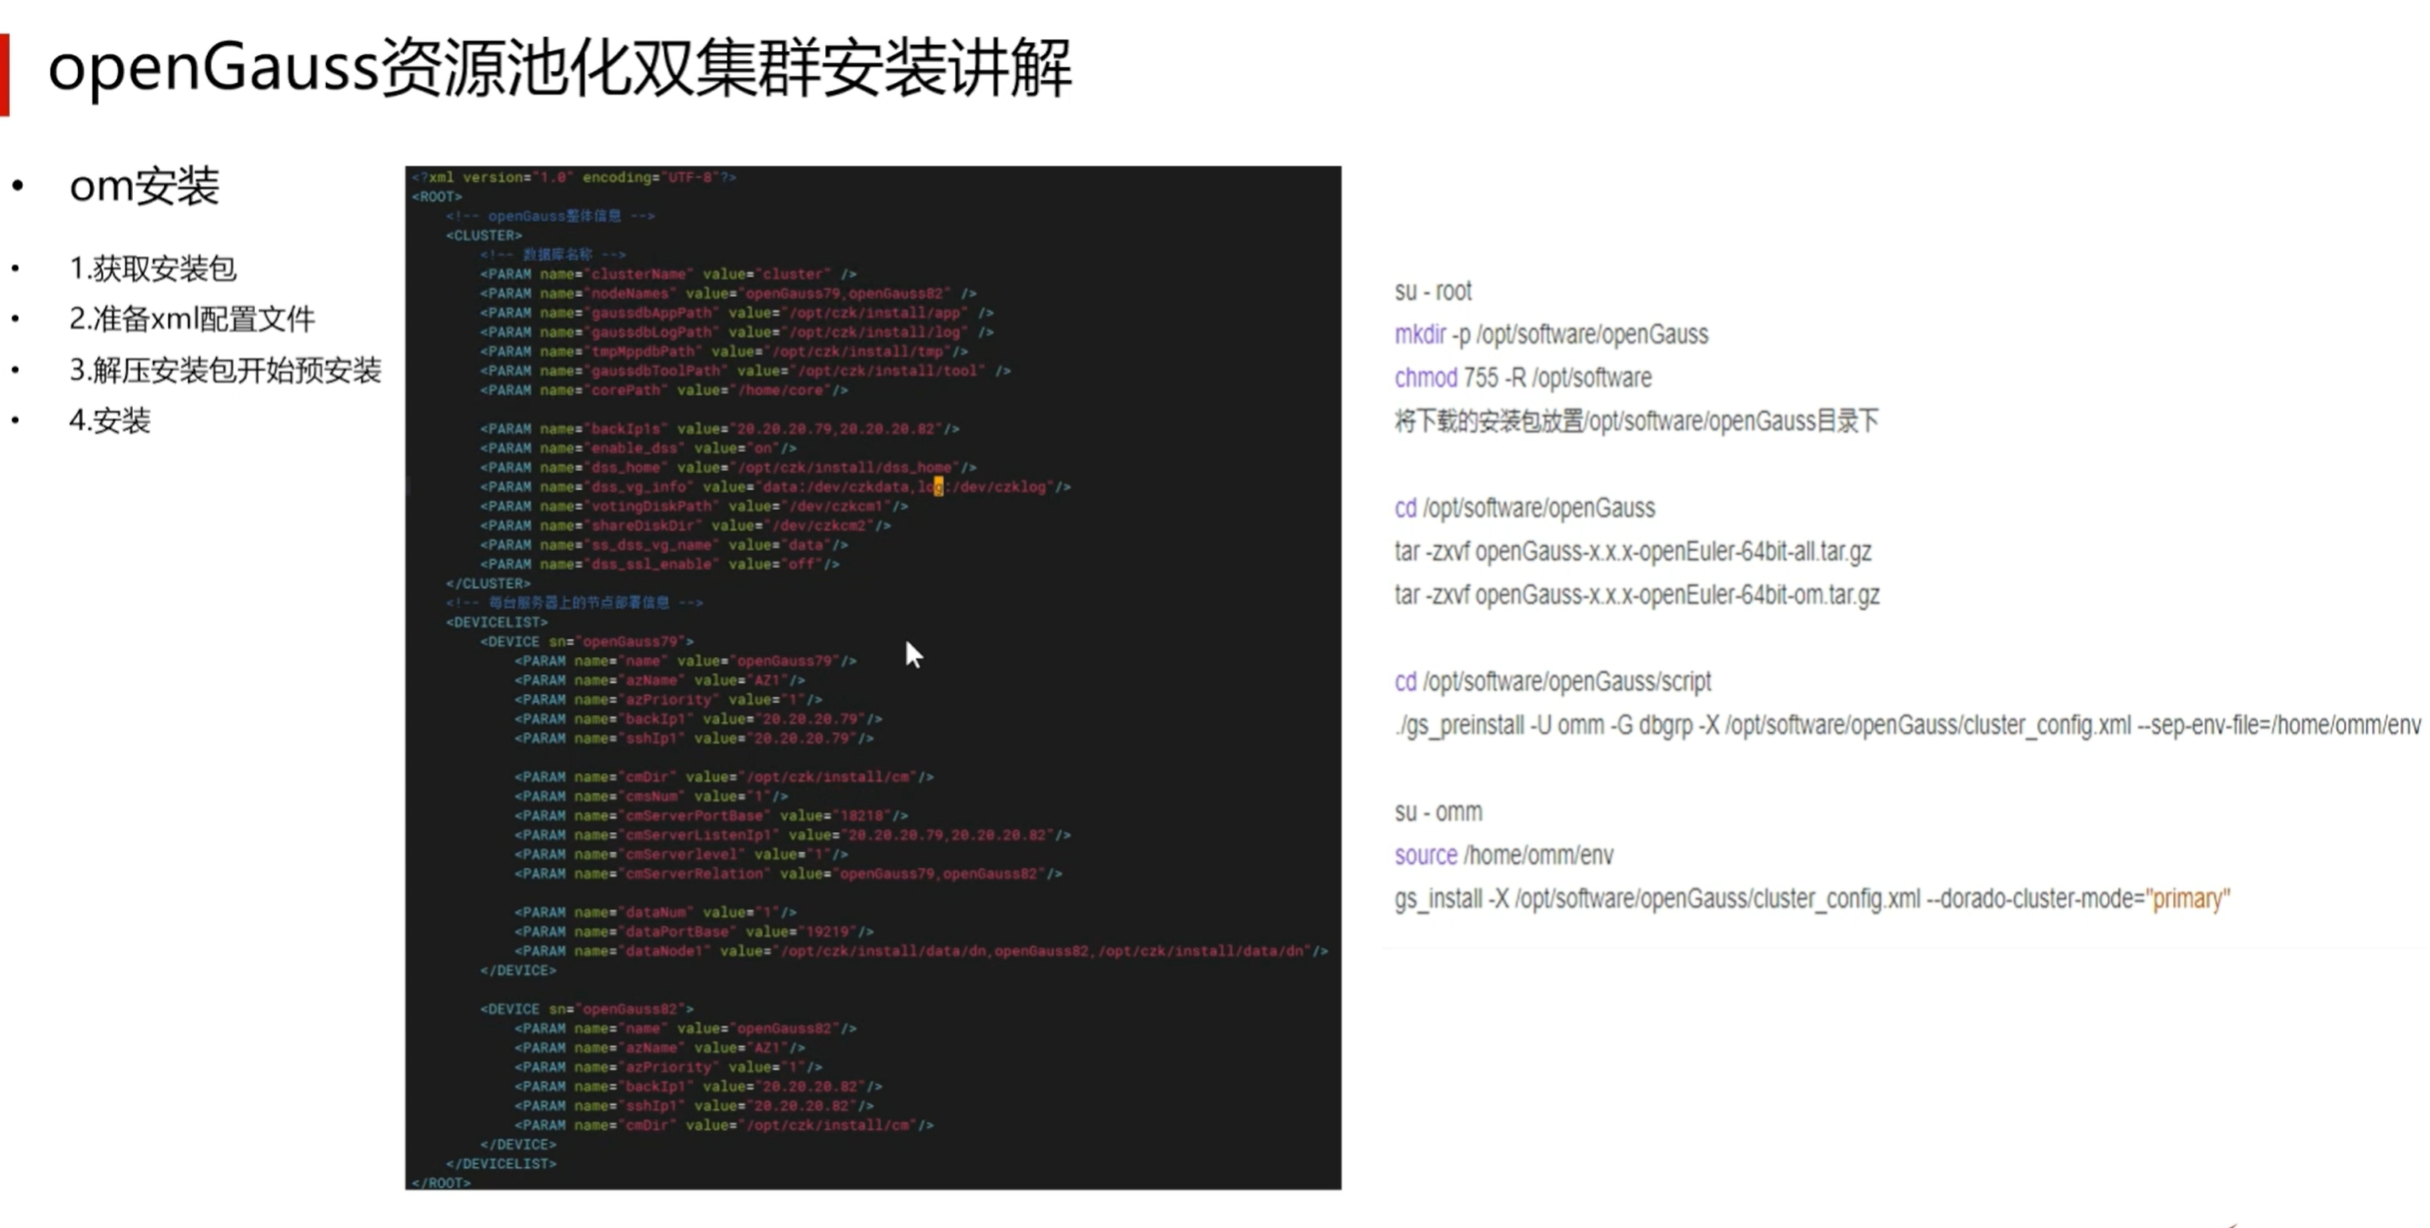 openGauss资源池化双集群安装讲解
• om安装
• 1.获取安装包
• 2.准备xml配置文件
• 3.解压安装包开始预安装
• 4.安装
<?xml version="1.0" encoding="UTF-8"?>
<ROOT>
<!-- openGauss整体信息 -->
<CLUSTER>
<!-- 数据库名称 -->
<PARAM name="clusterName" value="cluster" />
<PARAM name="nodeNames" value="openGauss79,openGauss82" />
<PARAM name="gaussdbAppPath" value="/opt/czk/install/app" />
<PARAM name="gaussdbLogPath" value="/opt/czk/install/log" />
<PARAM name="tmpMppdbPath" value="/opt/czk/install/tmp"/>
<PARAM name="gaussdbToolPath" value="/opt/czk/install/tool" />
<PARAM name="corePath" value="/home/core"/>
<PARAM name="backIp1s" value="20.20.20.79,20.20.20.82"/>
<PARAM name="enable_dss" value="on"/>
<PARAM name="dss_home" value="/opt/czk/install/dss_home"/>
<PARAM name="dss_vg_info" value="data:/dev/czkdata,log:/dev/czklog"/>
<PARAM name="votingDiskPath" value="/dev/czkcm1"/>
<PARAM name="shareDiskDir" value="/dev/czkcm2"/>
<PARAM name="ss_dss_vg_name" value="data"/>
<PARAM name="dss_ssl_enable" value="off"/>
</CLUSTER>
<!-- 每台服务器上的节点部署信息 -->
<DEVICELIST>
<DEVICE sn="openGauss79">
<PARAM name="name" value="openGauss79"/>
<PARAM name="azName" value="AZ1"/>
<PARAM name="azPriority" value="1"/>
<PARAM name="backIp1" value="20.20.20.79"/>
<PARAM name="sshIp1" value="20.20.20.79"/>
<PARAM name="cmDir" value="/opt/czk/install/cm"/>
<PARAM name="cmsNum" value="1"/>
<PARAM name="cmServerPortBase" value="18218"/>
<PARAM name="cmServerListenIp1" value="20.20.20.79,20.20.20.82"/>
<PARAM name="cmServerlevel" value="1"/>
<PARAM name="cmServerRelation" value="openGauss79,openGauss82"/>
<PARAM name="dataNum" value="1"/>
<PARAM name="dataPortBase" value="19219"/>
<PARAM name="dataNode1" value="/opt/czk/install/data/dn,openGauss82,/opt/czk/install/data/dn"/>
</DEVICE>
<DEVICE sn="openGauss82">
<PARAM name="name" value="openGauss82"/>
<PARAM name="azName" value="AZ1"/>
<PARAM name="azPriority" value="1"/>
<PARAM name="backIp1" value="20.20.20.82"/>
<PARAM name="sshIp1" value="20.20.20.82"/>
<PARAM name="cmDir" value="/opt/czk/install/cm"/>
</DEVICE>
</DEVICELIST>
</ROOT>
su - root
mkdir -p /opt/software/openGauss
chmod 755 -R /opt/software
将下载的安装包放置/opt/software/openGauss目录下
cd /opt/software/openGauss
tar -zxvf openGauss-x.x.x-openEuler-64bit-all.tar.gz
tar -zxvf openGauss-x.x.x-openEuler-64bit-om.tar.gz
cd /opt/software/openGauss/script
./gs_preinstall -U omm -G dbgrp -X /opt/software/openGauss/cluster_config.xml --sep-env-file=/home/omm/env
su - omm
source /home/omm/env
gs_install -X /opt/software/openGauss/cluster_config.xml --dorado-cluster-mode="primary"